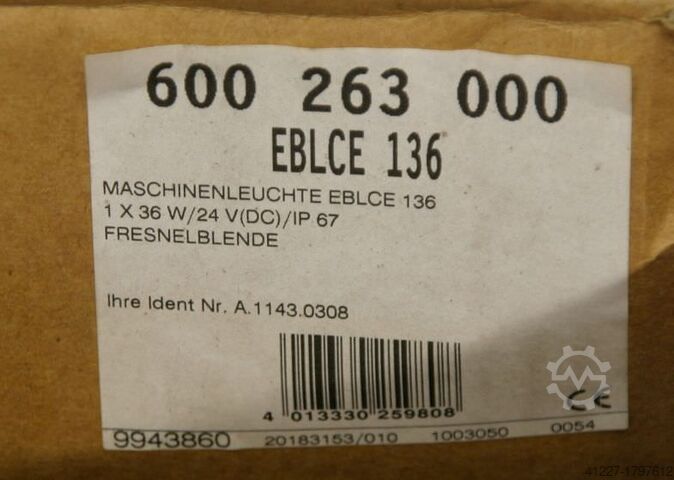 600 263 000
EBLCE 136
MASCHINENLEUCHTE EBLCE 136
1 X 36 W/24 V(DC)/IP 67
FRESNELBLENDE
Ihre Ident Nr. A.1143.0308
4 013330 259808
CE
9943860 20183153/010 1003050 0054
41227-1797612